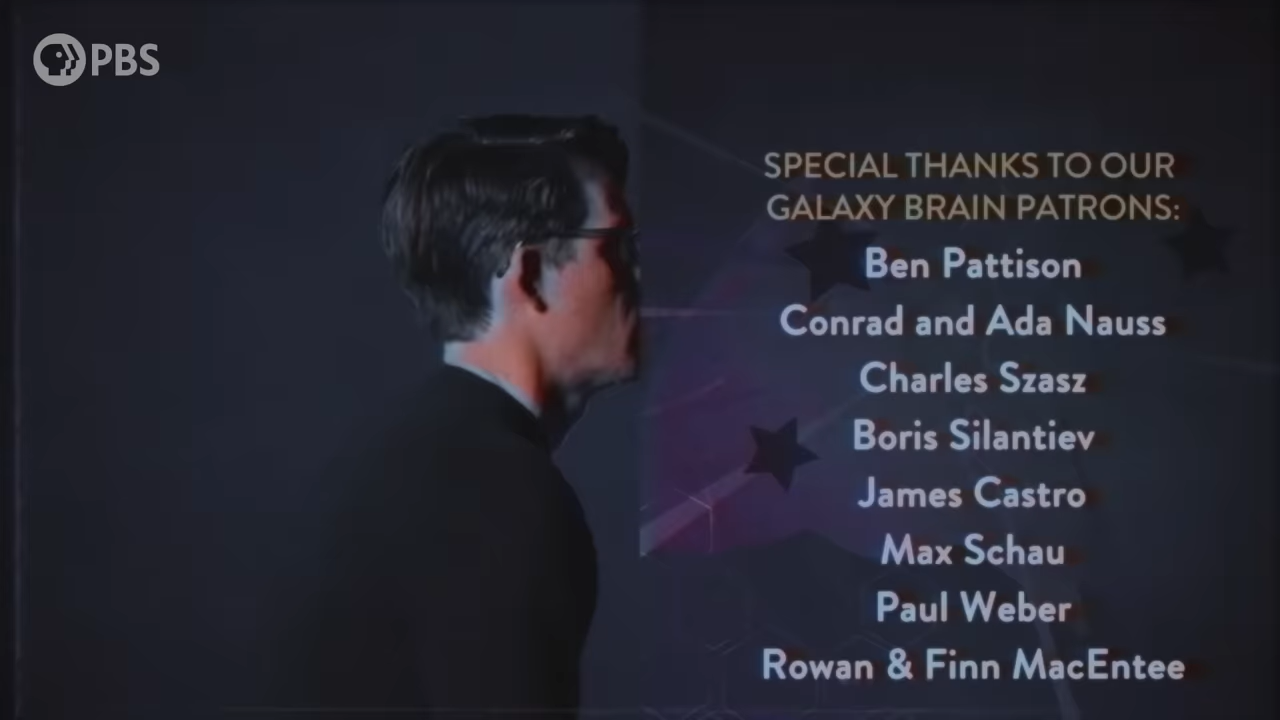 PBS
SPECIAL THANKS TO OUR
GALAXY BRAIN PATRONS:
Ben Pattison
Conrad and Ada Nauss
Charles Szasz
Boris Silantiev
James Castro
Max Schau
Paul Weber
Rowan & Finn MacEntee